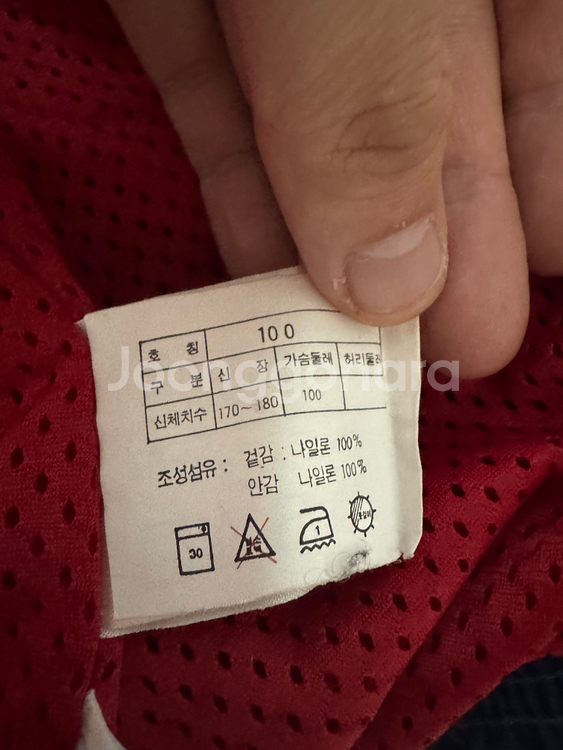 호 칭 100
구 분 신 장 가슴둘레 허리둘레
신체치수 170~180 100
조성섬유 : 겉감 : 나일론 100%
안감 나일론 100%
30 1
Joonggonara